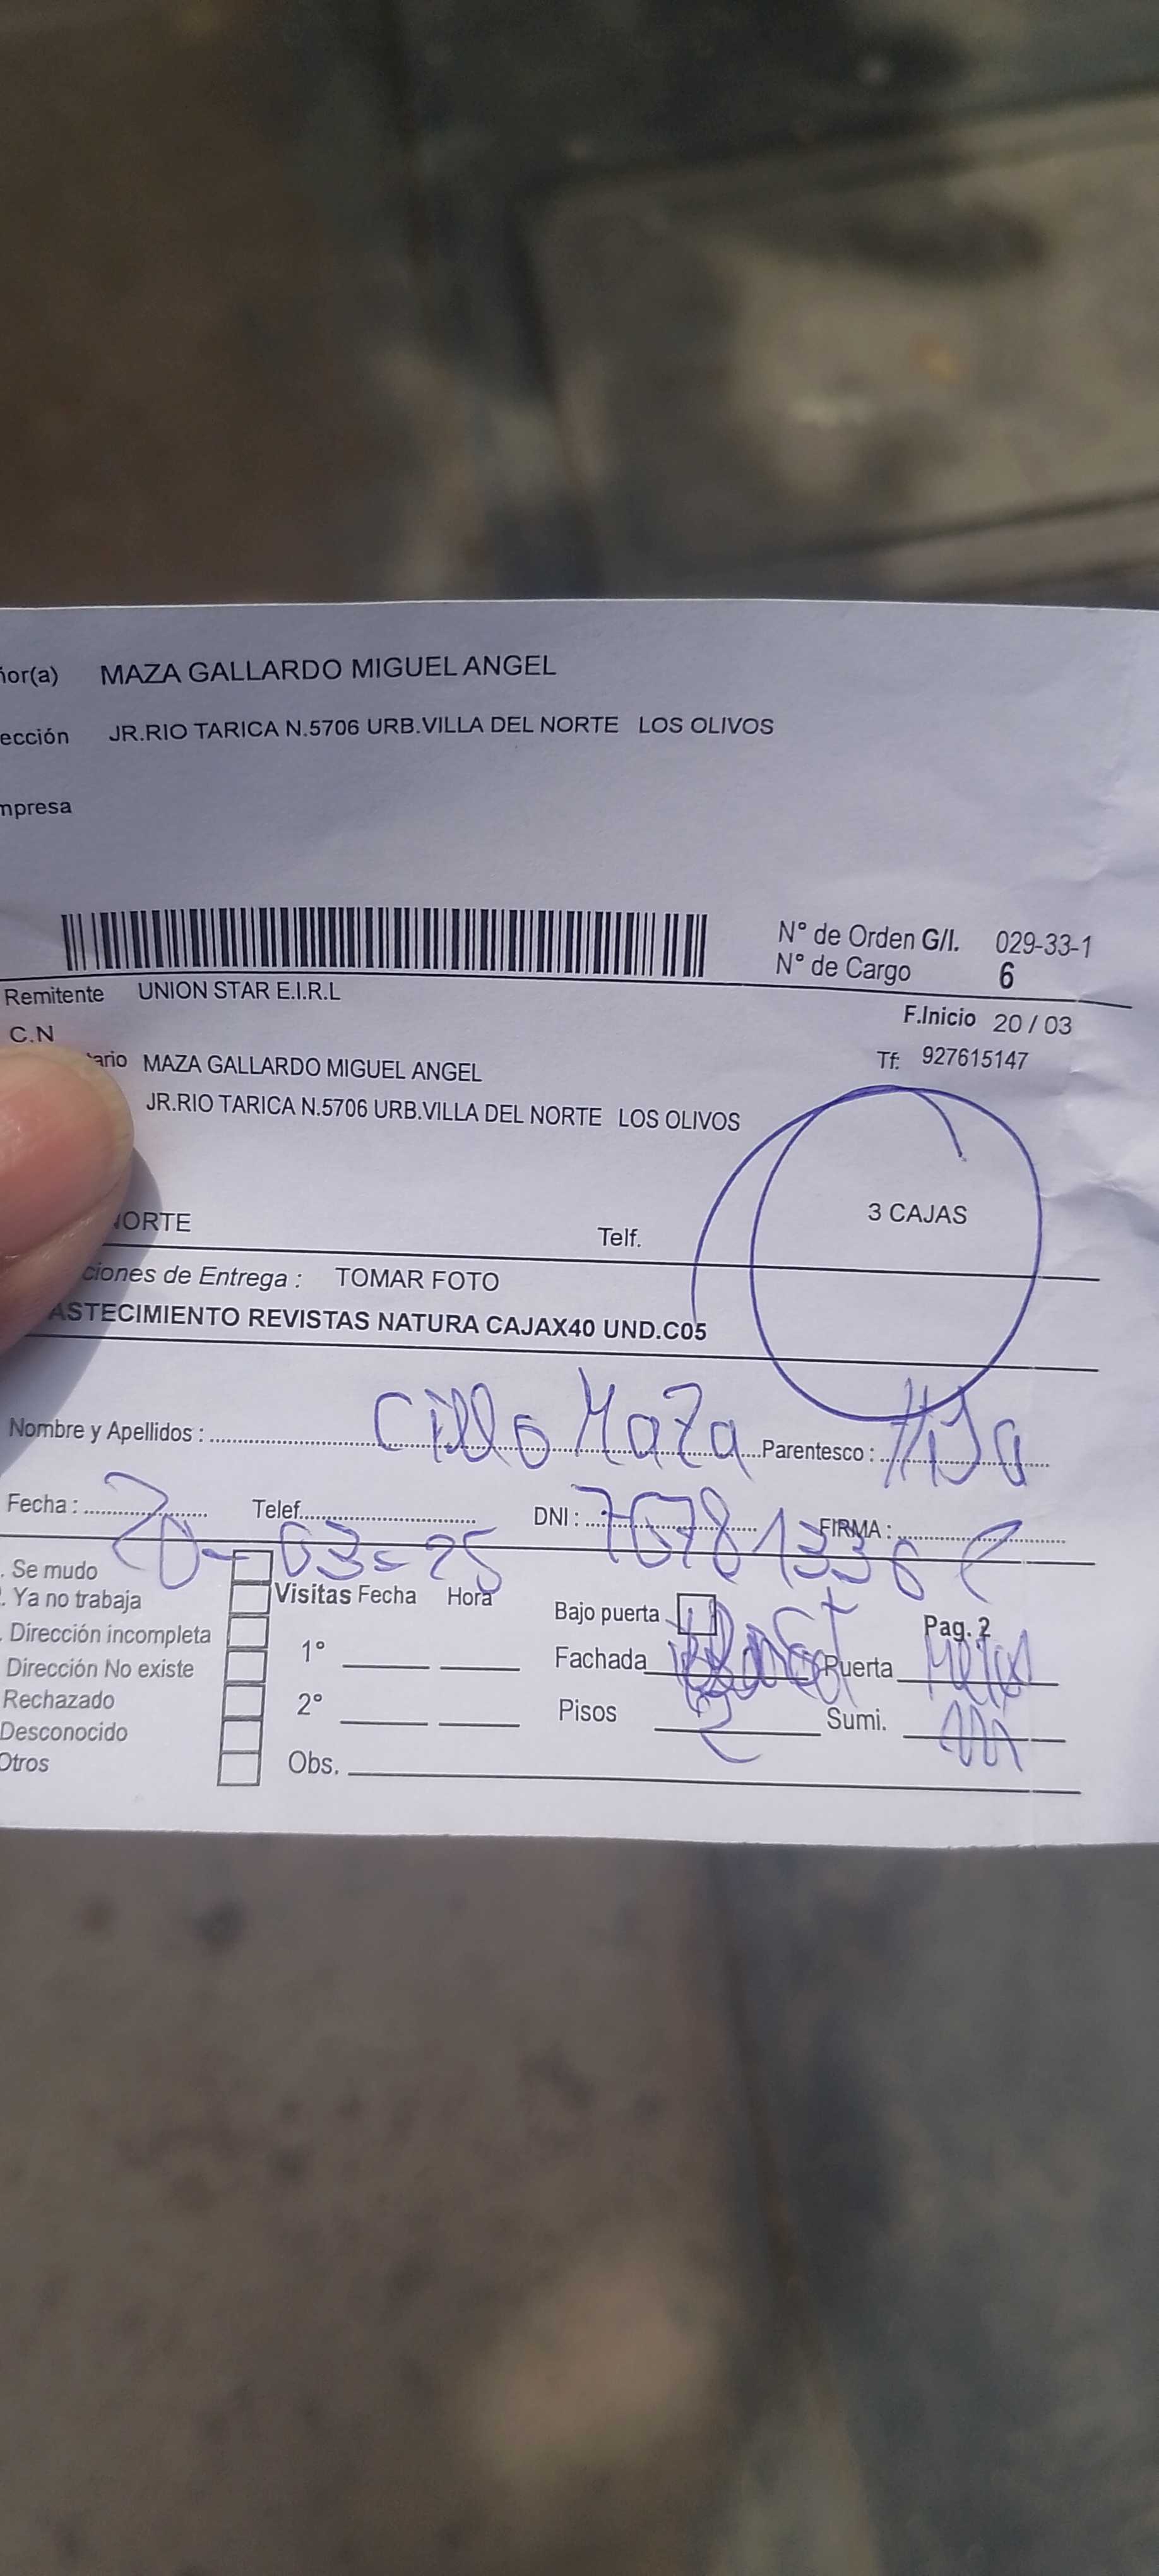 ñor(a) MAZA GALLARDO MIGUEL ANGEL
ección JR.RIO TARICA N.5706 URB.VILLA DEL NORTE LOS OLIVOS
mpresa
N° de Orden G/I. 029-33-1
N° de Cargo 6
Remitente UNION STAR E.I.R.L
F.Inicio 20 / 03
C.N
tario MAZA GALLARDO MIGUEL ANGEL
Tf: 927615147
JR.RIO TARICA N.5706 URB.VILLA DEL NORTE LOS OLIVOS
3 CAJAS
NORTE Telf.
ciones de Entrega : TOMAR FOTO
ASTECIMIENTO REVISTAS NATURA CAJAX40 UND.C05
Nombre y Apellidos : Maza Parentesco : HiJa
Fecha : 20-03-25 Telef. DNI : 76781336 FIRMA :
. Se mudo
. Ya no trabaja Visitas Fecha Hora Bajo puerta Pag. 2
. Dirección incompleta 1° Fachada Puerta
Dirección No existe
Rechazado 2° Pisos 2 Sumi.
Desconocido
Otros Obs.